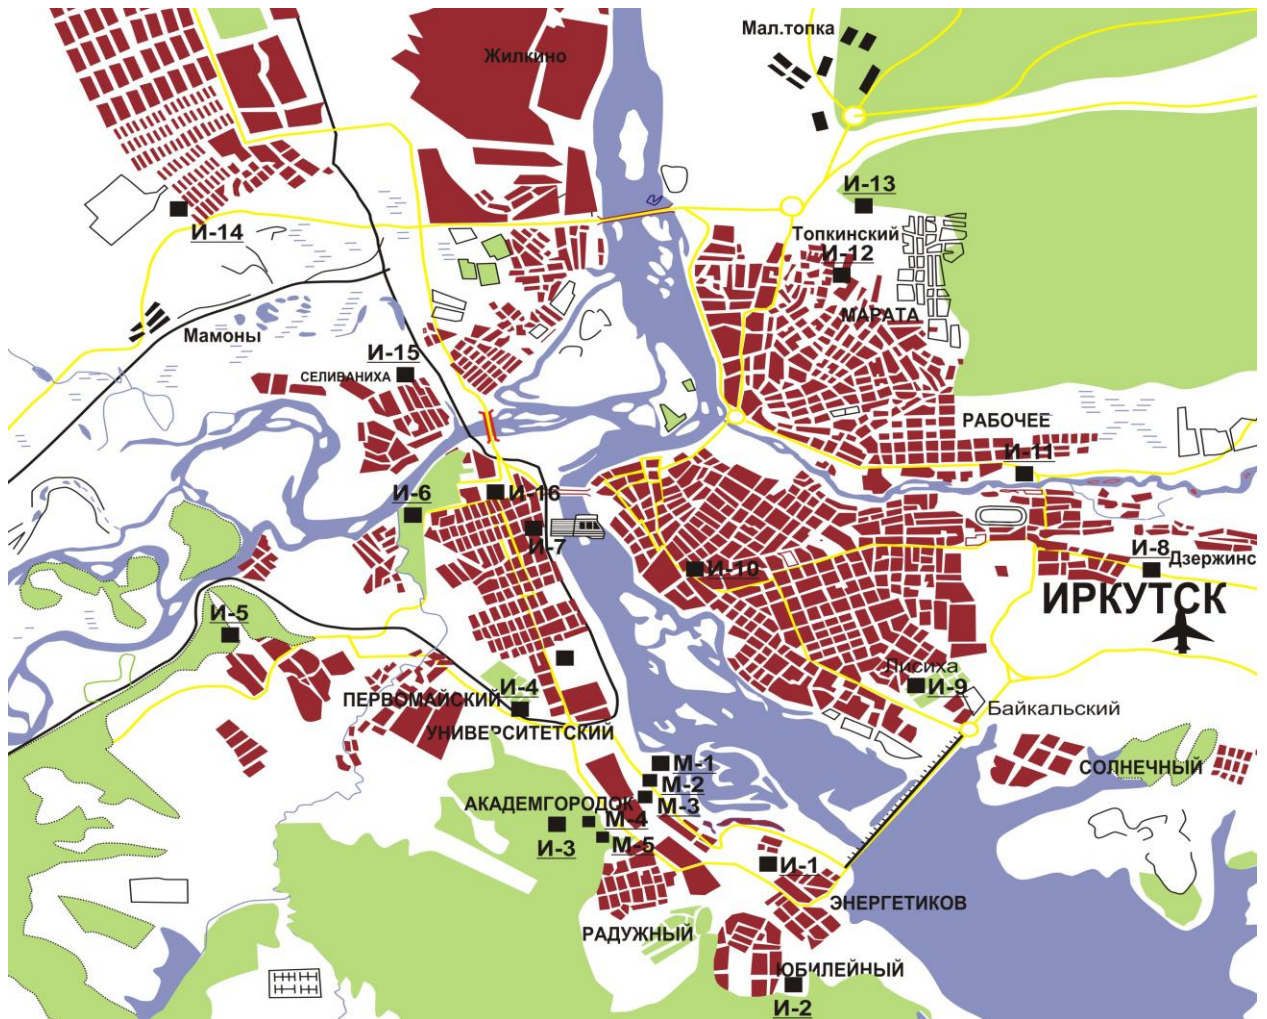 Мал.топка
Жилкино
И-13
Топкинский
И-14
И-12
МАРАТА
Мамоны
И-15
СЕЛИВАНИХА
РАБОЧЕЕ
И-11
И-6
И-16
И-7
И-8
Дзержинс
И-10
ИРКУТСК
И-5
Лисиха
И-9
И-4
ПЕРВОМАЙСКИЙ
Байкальский
УНИВЕРСИТЕТСКИЙ
М-1
СОЛНЕЧНЫЙ
М-2
АКАДЕМГОРОДОК
М-3
М-4
И-3
М-5
И-1
ЭНЕРГЕТИКОВ
РАДУЖНЫЙ
ЮБИЛЕЙНЫЙ
И-2